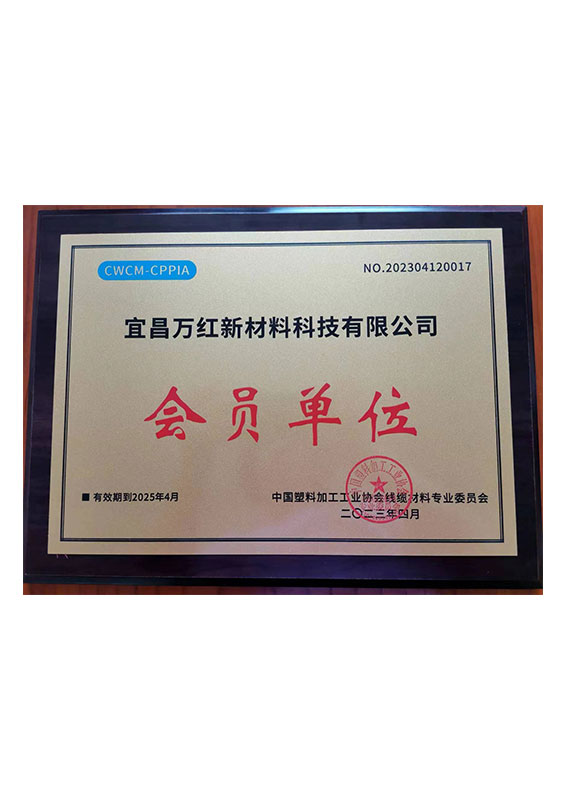 CWCM-CPPIA
NO.202304120017
宜昌万红新材料科技有限公司
会员单位
■ 有效期到2025年4月
中国塑料加工工业协会线缆材料专业委员会
二〇二三年四月